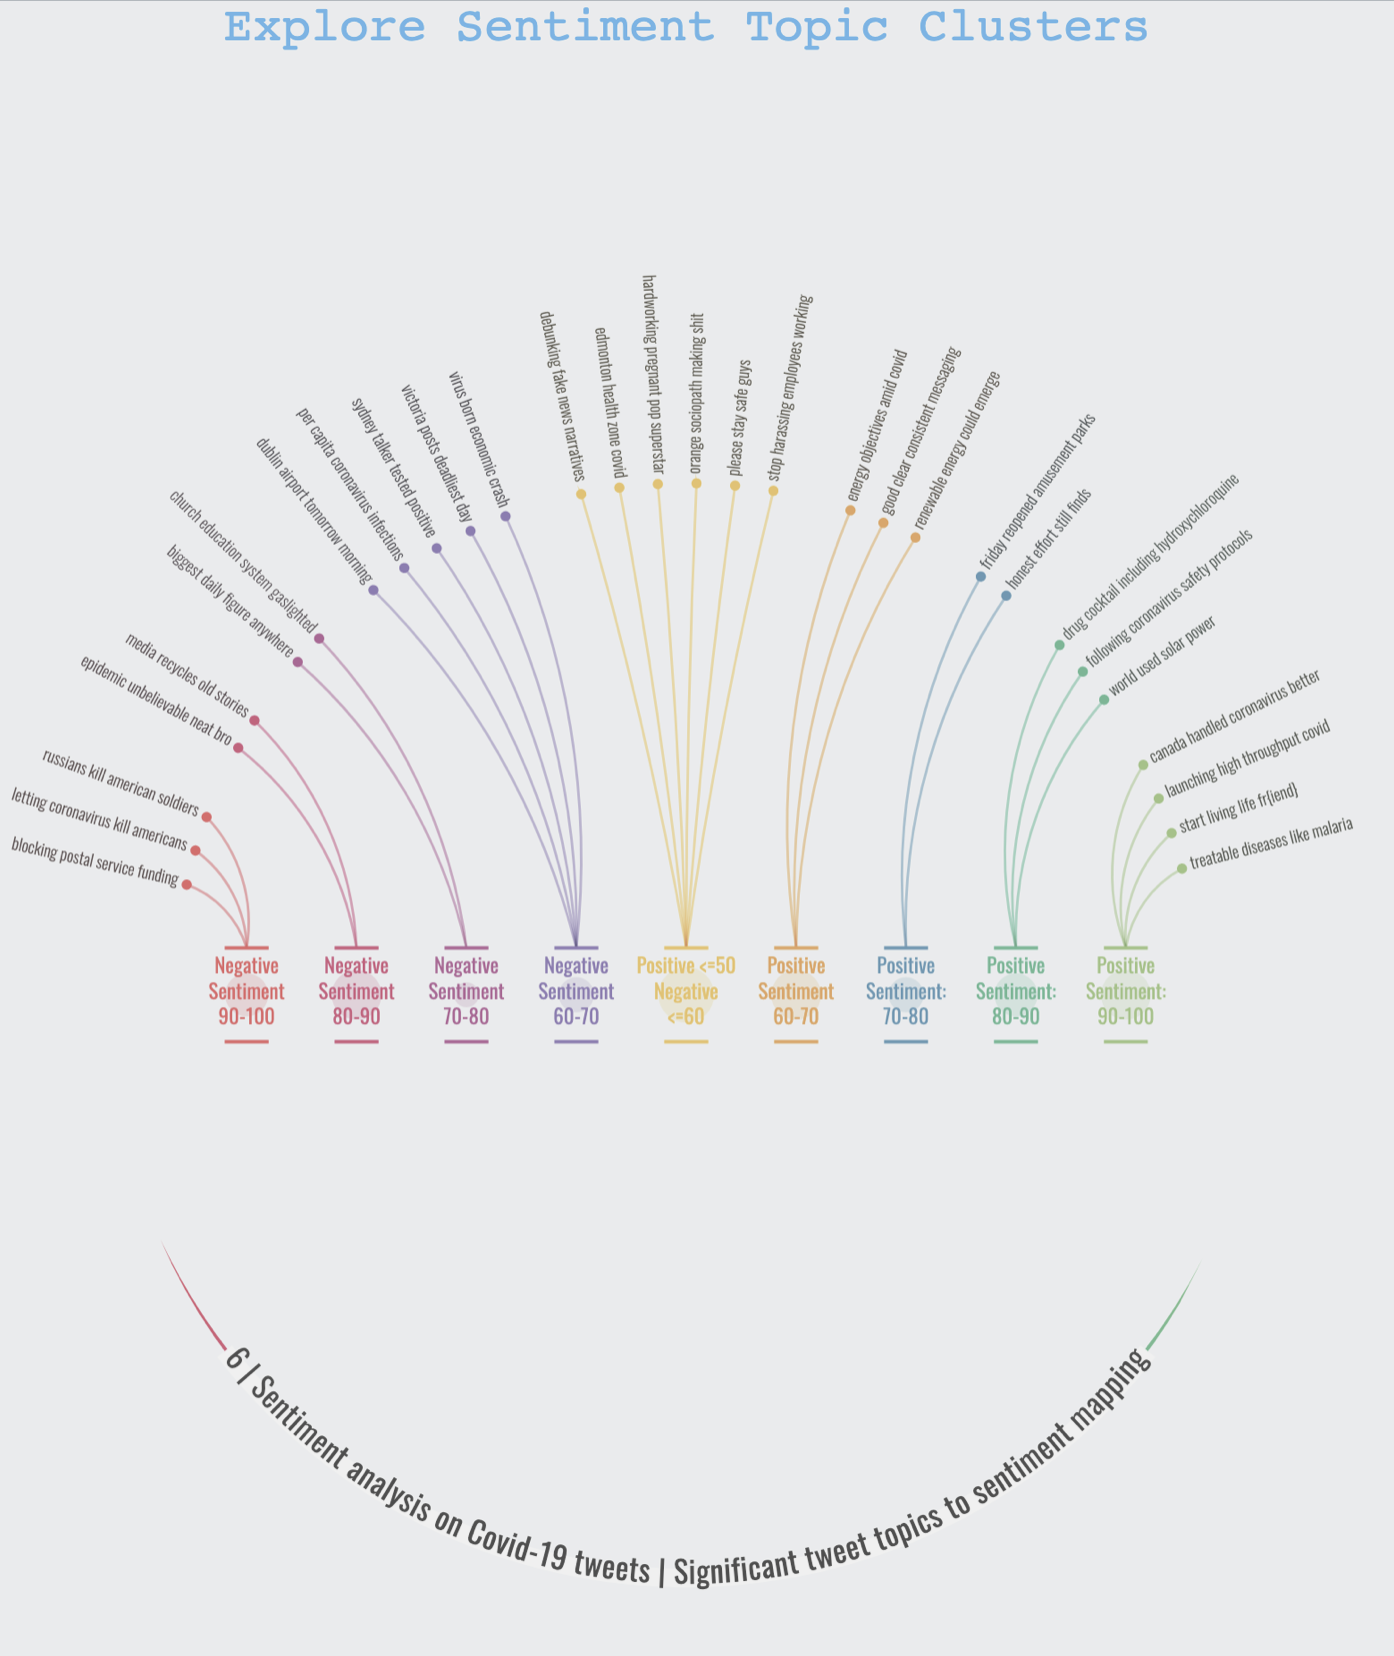 Explore Sentiment Topic Clusters
blocking postal service funding
letting coronavirus kill americans
russians kill american soldiers
epidemic unbelievable neat bro
media recycles old stories
biggest daily figure anywhere
church education system gaslighted
dublin airport tomorrow morning
per capita coronavirus infections
sydney talker tested positive
victoria posts deadliest day
virus born economic crash
debunking fake news narratives
edmonton health zone covid
hardworking pregnant pop superstar
orange sociopath making shit
please stay safe guys
stop harassing employees working
energy objectives amid covid
good clear consistent messaging
renewable energy could emerge
friday reopened amusement parks
honest effort still finds
drug cocktail including hydroxychloroquine
following coronavirus safety protocols
world used solar power
canada handled coronavirus better
launching high throughput covid
start living life fr{iend}
treatable diseases like malaria
Negative
Sentiment
90-100
Negative
Sentiment
80-90
Negative
Sentiment
70-80
Negative
Sentiment
60-70
Positive <=50
Negative
<=60
Positive
Sentiment
60-70
Positive
Sentiment:
70-80
Positive
Sentiment:
80-90
Positive
Sentiment:
90-100
6 | Sentiment analysis on Covid-19 tweets | Significant tweet topics to sentiment mapping